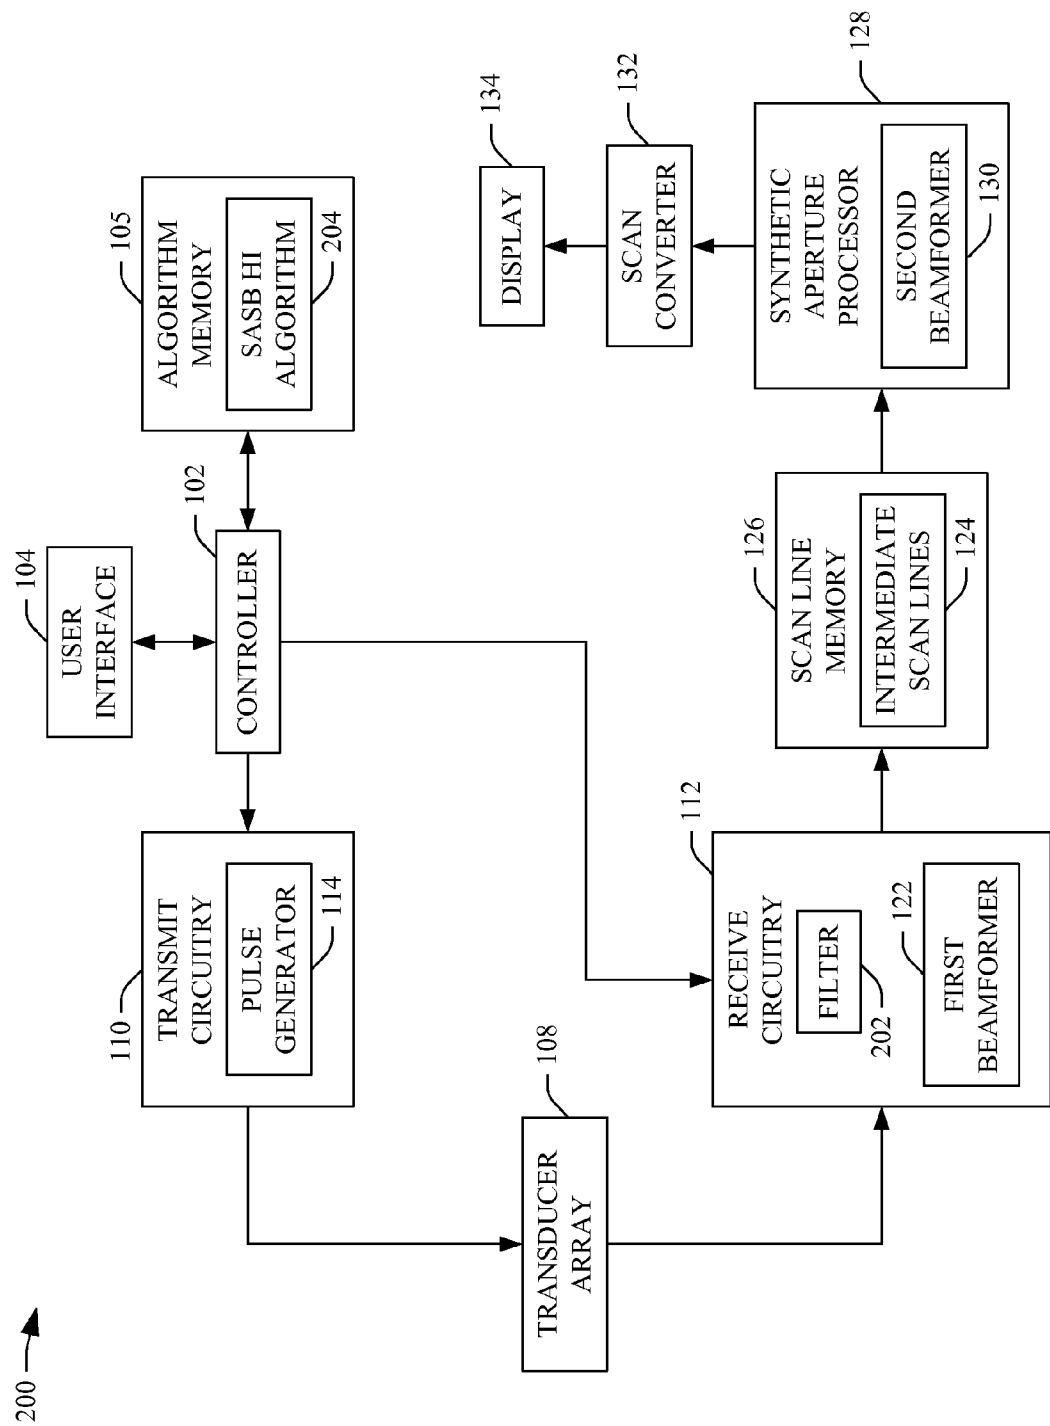 200
104
USER
INTERFACE
110
TRANSMIT
CIRCUITRY
PULSE
GENERATOR
114
102
CONTROLLER
105
ALGORITHM
MEMORY
SASB HI
ALGORITHM
204
108
TRANSDUCER
ARRAY
134
DISPLAY
132
SCAN
CONVERTER
112
RECEIVE
CIRCUITRY
FILTER
202
122
FIRST
BEAMFORMER
126
SCAN LINE
MEMORY
INTERMEDIATE
SCAN LINES
124
128
SYNTHETIC
APERTURE
PROCESSOR
SECOND
BEAMFORMER
130